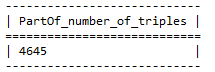 ----------------------------
| PartOf_number_of_triples |
============================
| 4645                     |
----------------------------